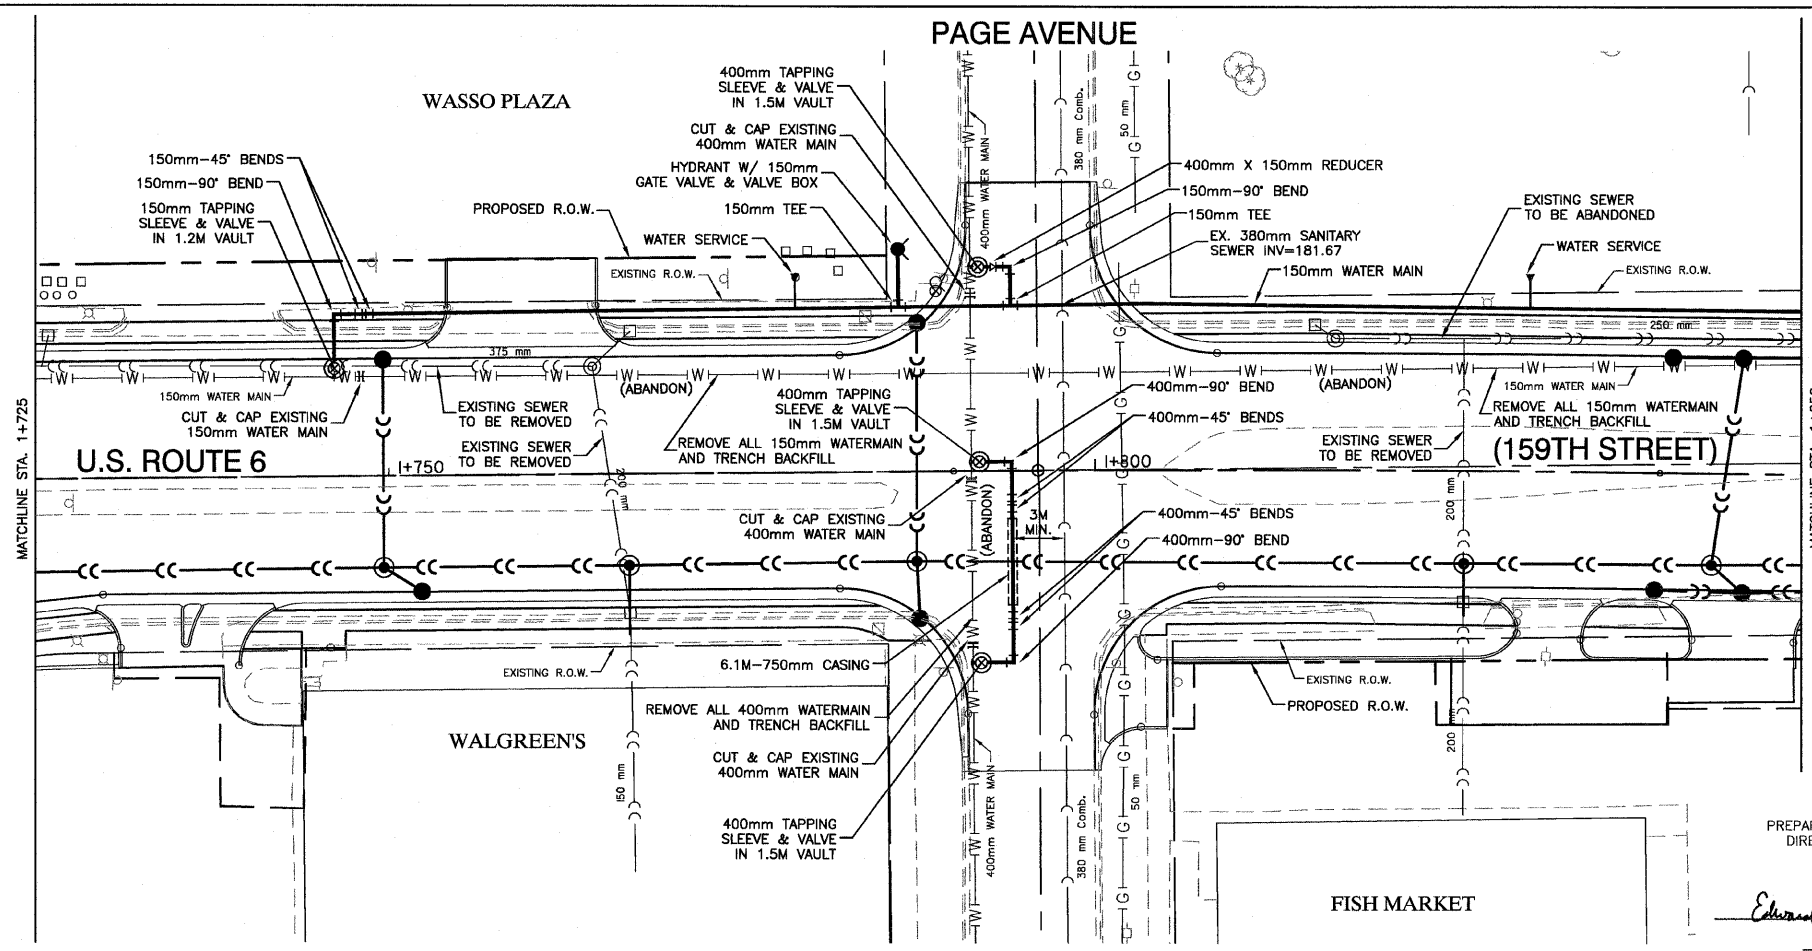 PAGE AVENUE
WASSO PLAZA
400mm TAPPING
SLEEVE & VALVE
IN 1.5M VAULT
CUT & CAP EXISTING
400mm WATER MAIN
HYDRANT W/ 150mm
GATE VALVE & VALVE BOX
150mm TEE
150mm-45° BENDS
150mm-90° BEND
150mm TAPPING
SLEEVE & VALVE
IN 1.2M VAULT
PROPOSED R.O.W.
WATER SERVICE
EXISTING R.O.W.
400mm WATER MAIN
380 mm Comb.
50 mm
400mm X 150mm REDUCER
150mm-90° BEND
150mm TEE
EX. 380mm SANITARY
SEWER INV=181.67
150mm WATER MAIN
EXISTING SEWER
TO BE ABANDONED
WATER SERVICE
EXISTING R.O.W.
250 mm
375 mm
150mm WATER MAIN
CUT & CAP EXISTING
150mm WATER MAIN
EXISTING SEWER
TO BE REMOVED
EXISTING SEWER
TO BE REMOVED
(ABANDON)
REMOVE ALL 150mm WATERMAIN
AND TRENCH BACKFILL
400mm TAPPING
SLEEVE & VALVE
IN 1.5M VAULT
400mm-90° BEND
400mm-45° BENDS
(ABANDON)
150mm WATER MAIN
REMOVE ALL 150mm WATERMAIN
AND TRENCH BACKFILL
EXISTING SEWER
TO BE REMOVED
MATCHLINE STA. 1+725
U.S. ROUTE 6
1+750
1+800
(159TH STREET)
200 mm
200 mm
CUT & CAP EXISTING
400mm WATER MAIN
(ABANDON)
3M
MIN.
400mm-45° BENDS
400mm-90° BEND
EXISTING R.O.W.
6.1M-750mm CASING
REMOVE ALL 400mm WATERMAIN
AND TRENCH BACKFILL
CUT & CAP EXISTING
400mm WATER MAIN
400mm TAPPING
SLEEVE & VALVE
IN 1.5M VAULT
EXISTING R.O.W.
PROPOSED R.O.W.
WALGREEN'S
150 mm
400mm WATER MAIN
380 mm Comb.
50 mm
200 mm
FISH MARKET